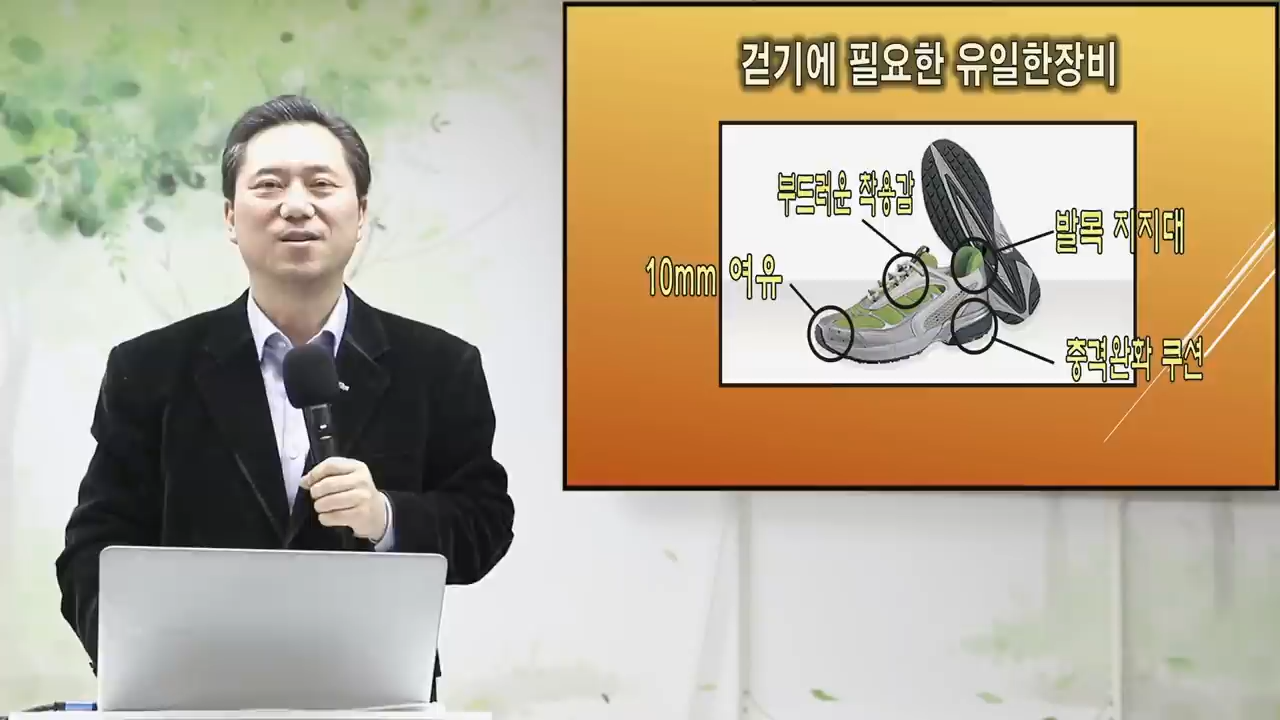 걷기에 필요한 유일한장비
부드러운 착용감
발목 지지대
10mm 여유
충격완화 쿠션